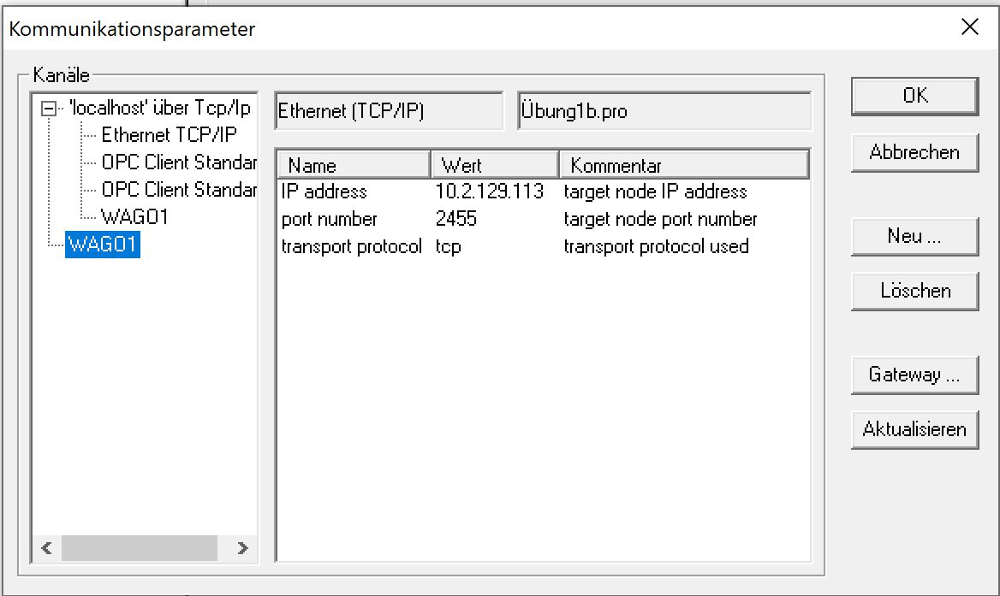 Kommunikationsparameter
Kanäle
'localhost' über Tcp/Ip
Ethernet TCP/IP
OPC Client Standar
OPC Client Standar
WAGO1
WAGO1
Ethernet (TCP/IP)
Übung1b.pro
Name Wert Kommentar
IP address 10.2.129.113 target node IP address
port number 2455 target node port number
transport protocol tcp transport protocol used
OK
Abbrechen
Neu ...
Löschen
Gateway ...
Aktualisieren